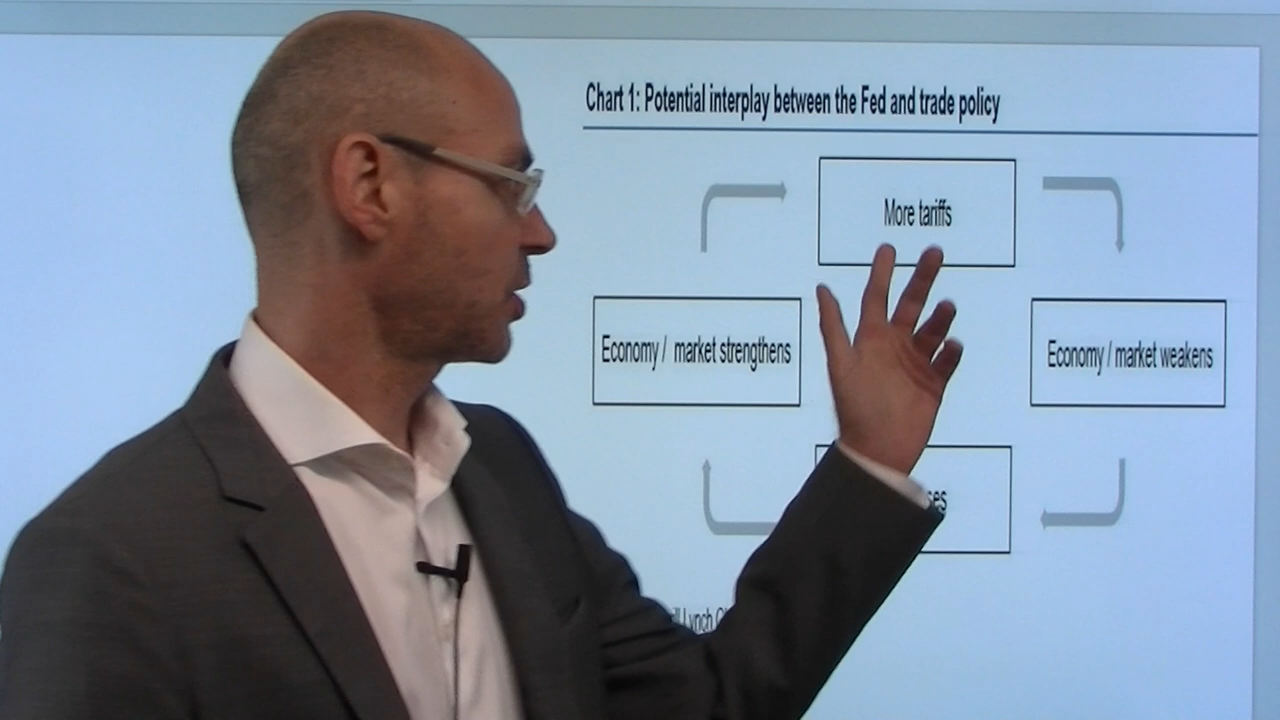 Chart 1: Potential interplay between the Fed and trade policy
More tariffs
Economy / market strengthens
Economy / market weakens
Lynch